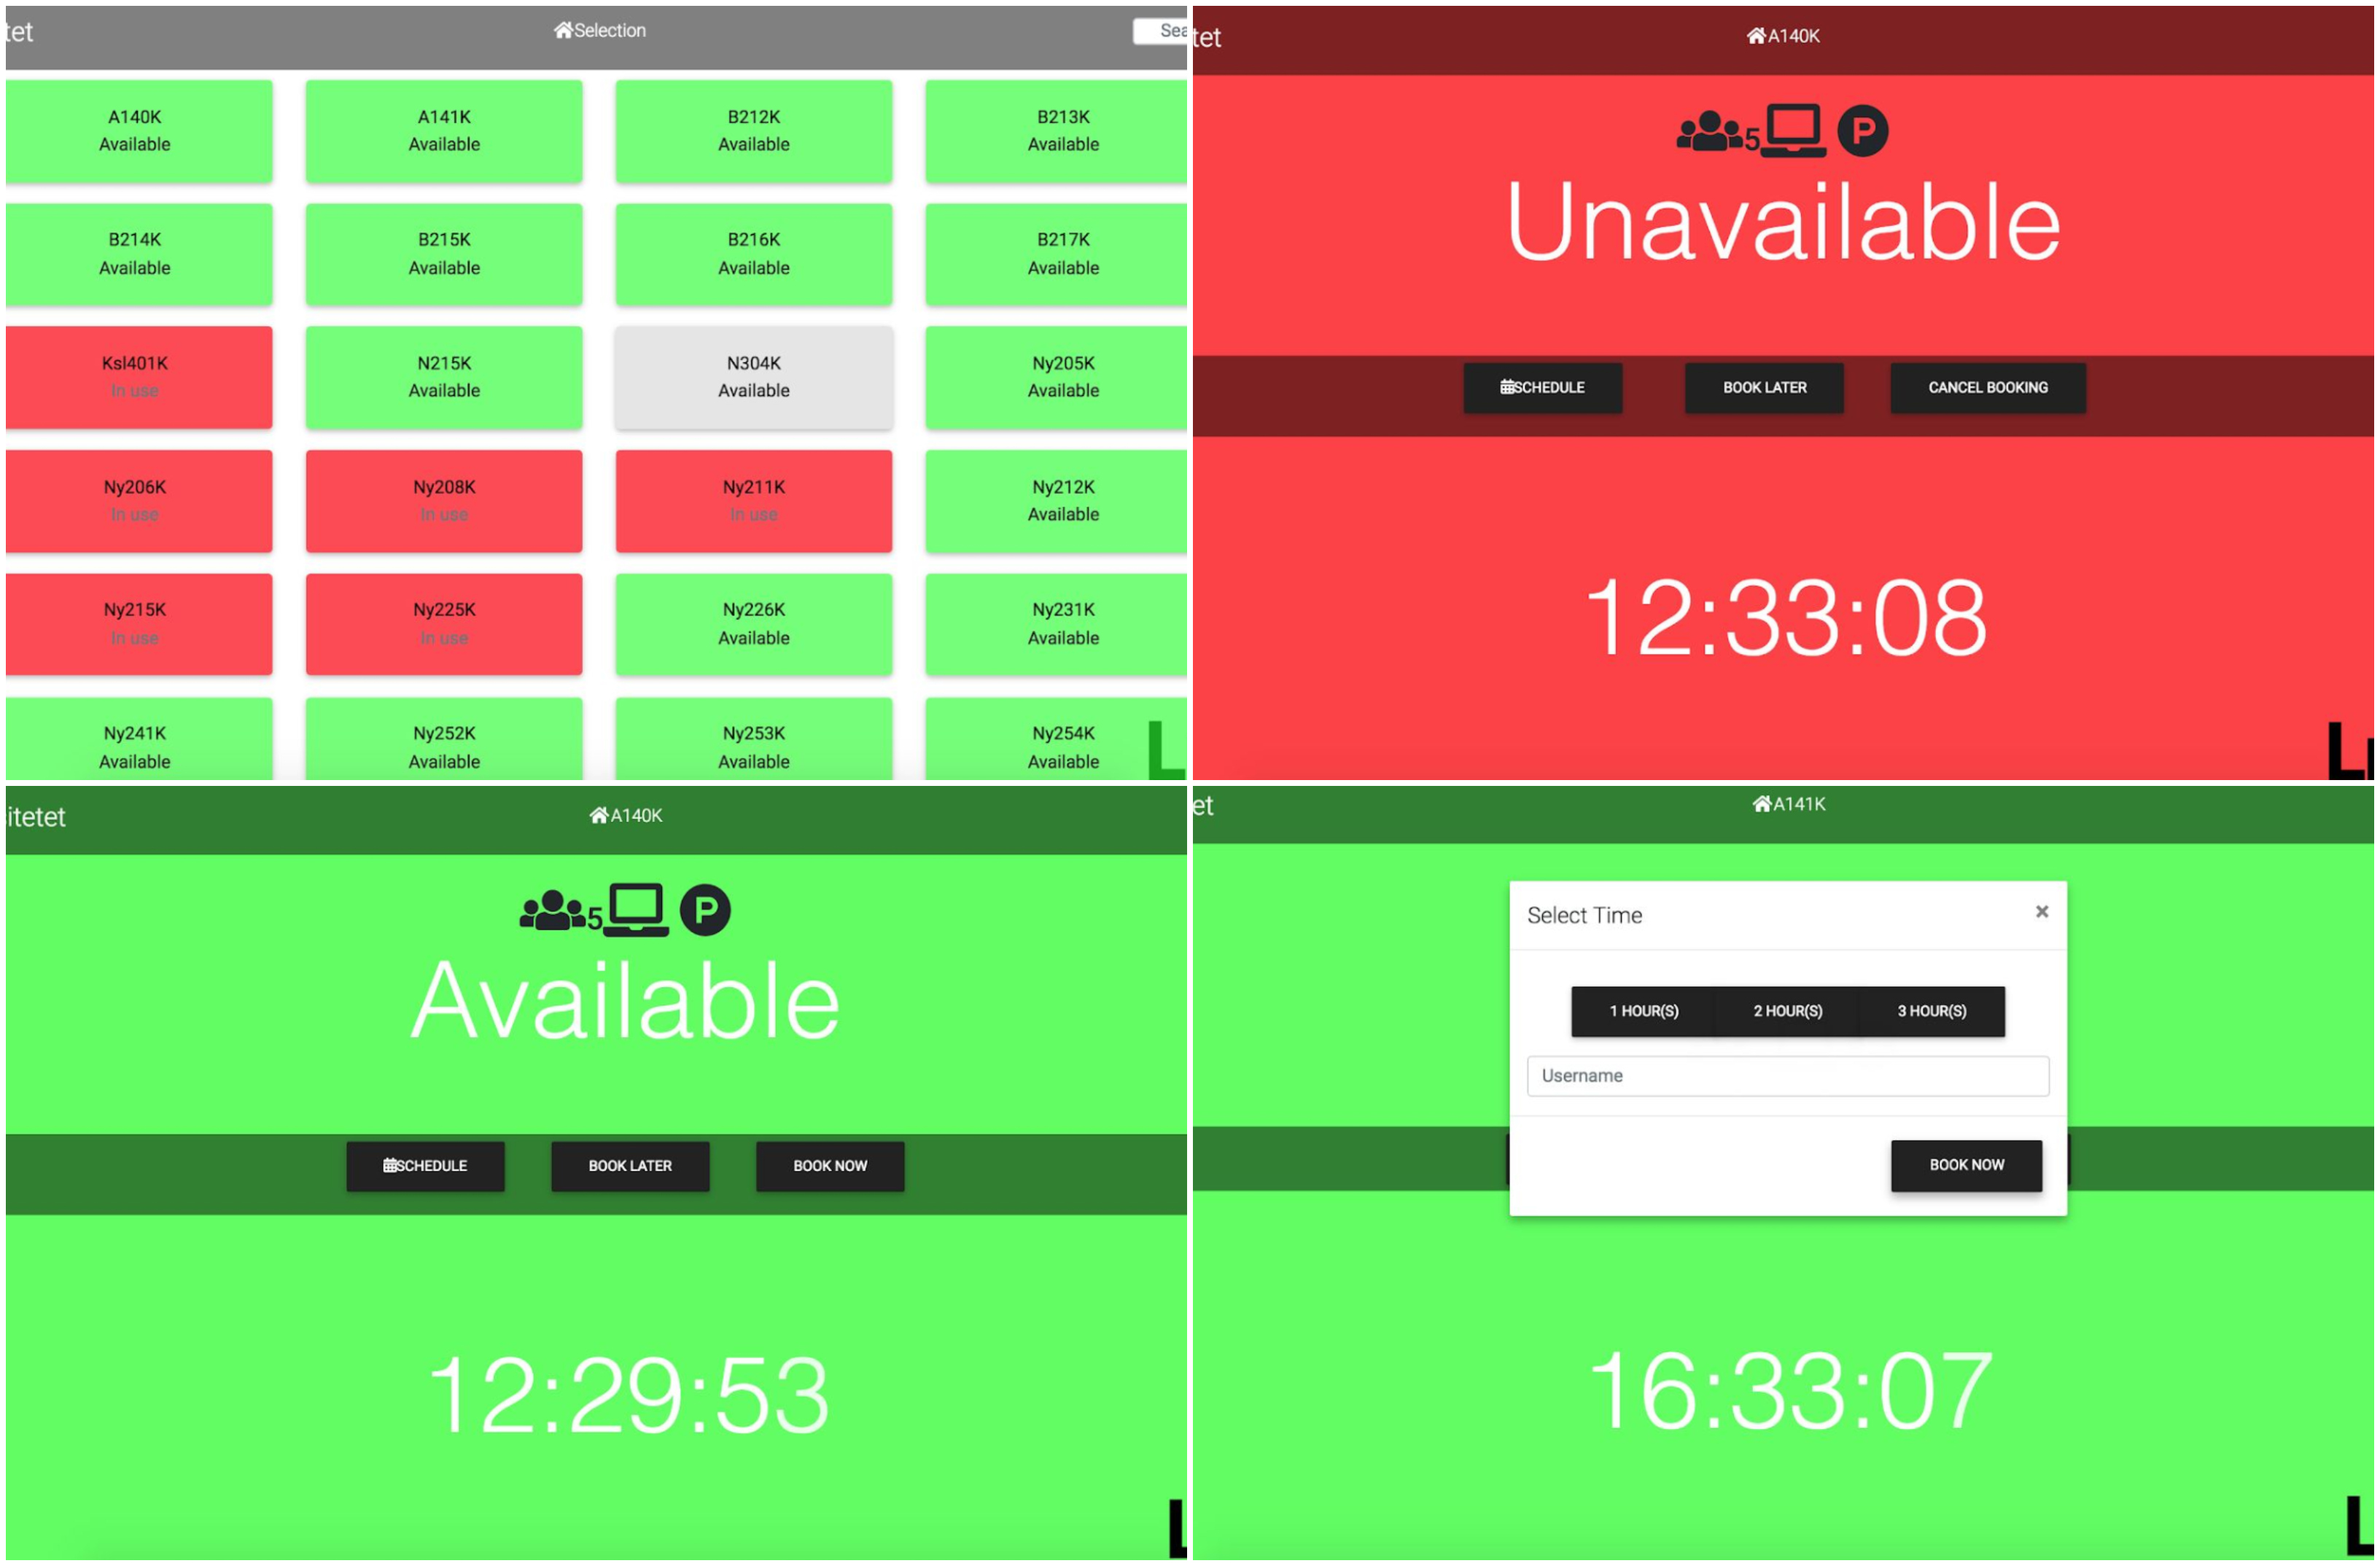 tet
Selection
Sea
A140K
Available
A141K
Available
B212K
Available
B213K
Available
B214K
Available
B215K
Available
B216K
Available
B217K
Available
Ksl401K
In use
N215K
Available
N304K
Available
Ny205K
Available
Ny206K
In use
Ny208K
In use
Ny211K
In use
Ny212K
Available
Ny215K
In use
Ny225K
In use
Ny226K
Available
Ny231K
Available
Ny241K
Available
Ny252K
Available
Ny253K
Available
Ny254K
Available
L
tet
A140K
5
P
Unavailable
SCHEDULE
BOOK LATER
CANCEL BOOKING
12:33:08
L
itetet
A140K
5
P
Available
SCHEDULE
BOOK LATER
BOOK NOW
12:29:53
L
et
A141K
Select Time
×
1 HOUR(S)
2 HOUR(S)
3 HOUR(S)
Username
BOOK NOW
16:33:07
L